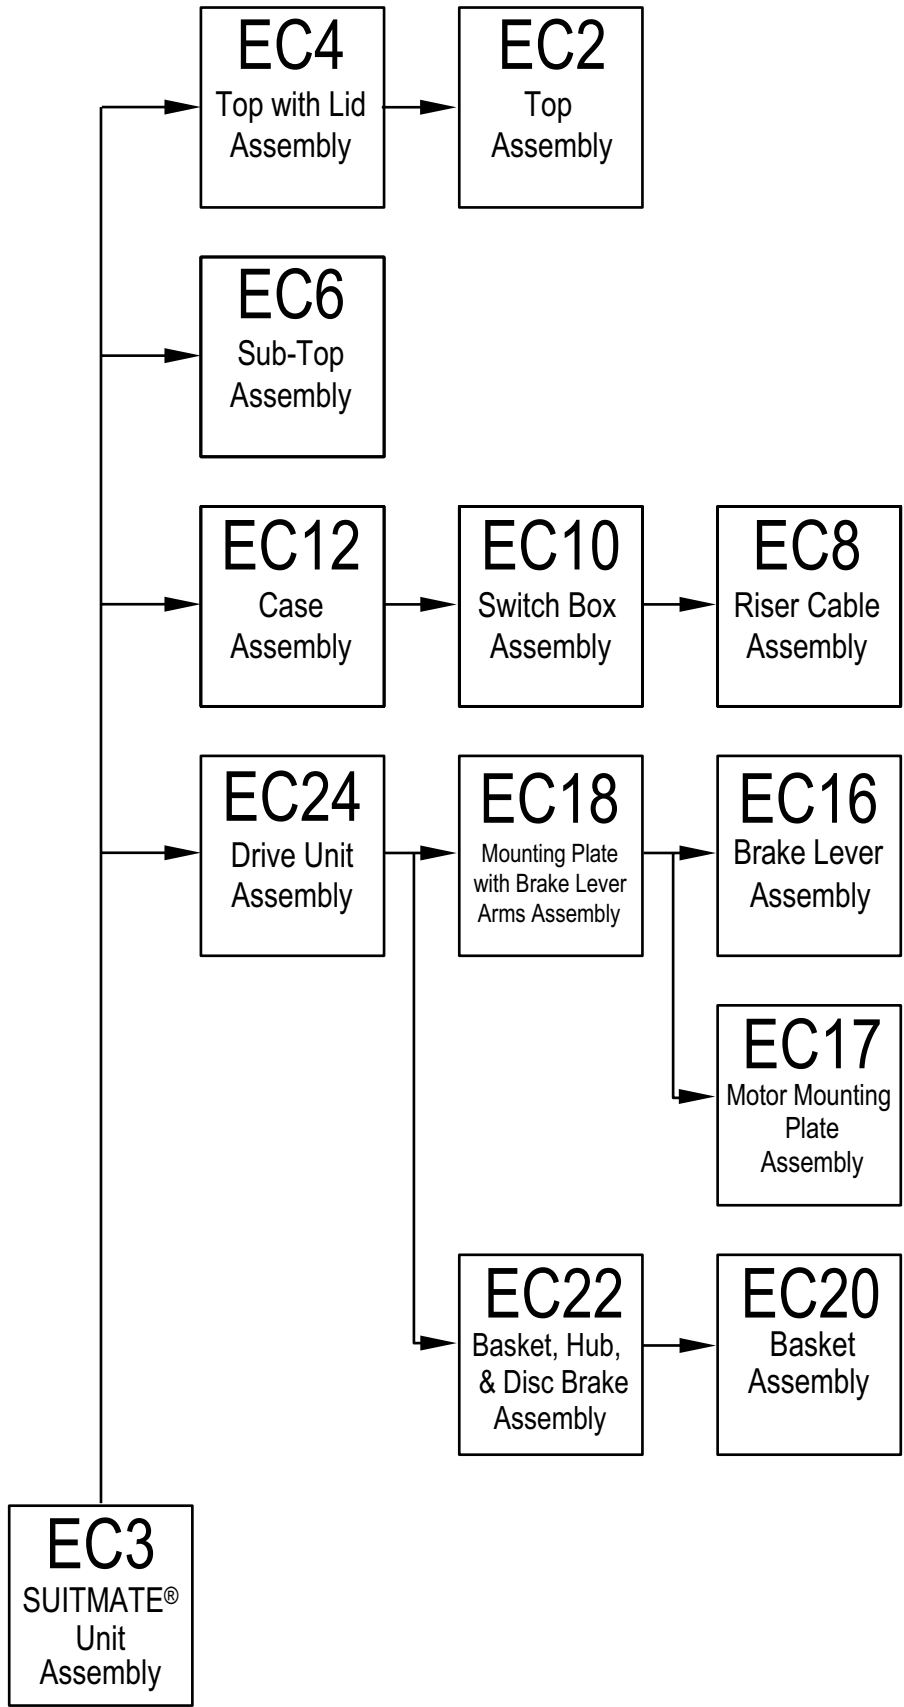 EC4
Top with Lid
Assembly
EC2
Top
Assembly
EC6
Sub-Top
Assembly
EC12
Case
Assembly
EC10
Switch Box
Assembly
EC8
Riser Cable
Assembly
EC24
Drive Unit
Assembly
EC18
Mounting Plate
with Brake Lever
Arms Assembly
EC16
Brake Lever
Assembly
EC17
Motor Mounting
Plate
Assembly
EC22
Basket, Hub,
& Disc Brake
Assembly
EC20
Basket
Assembly
EC3
SUITMATE®
Unit
Assembly